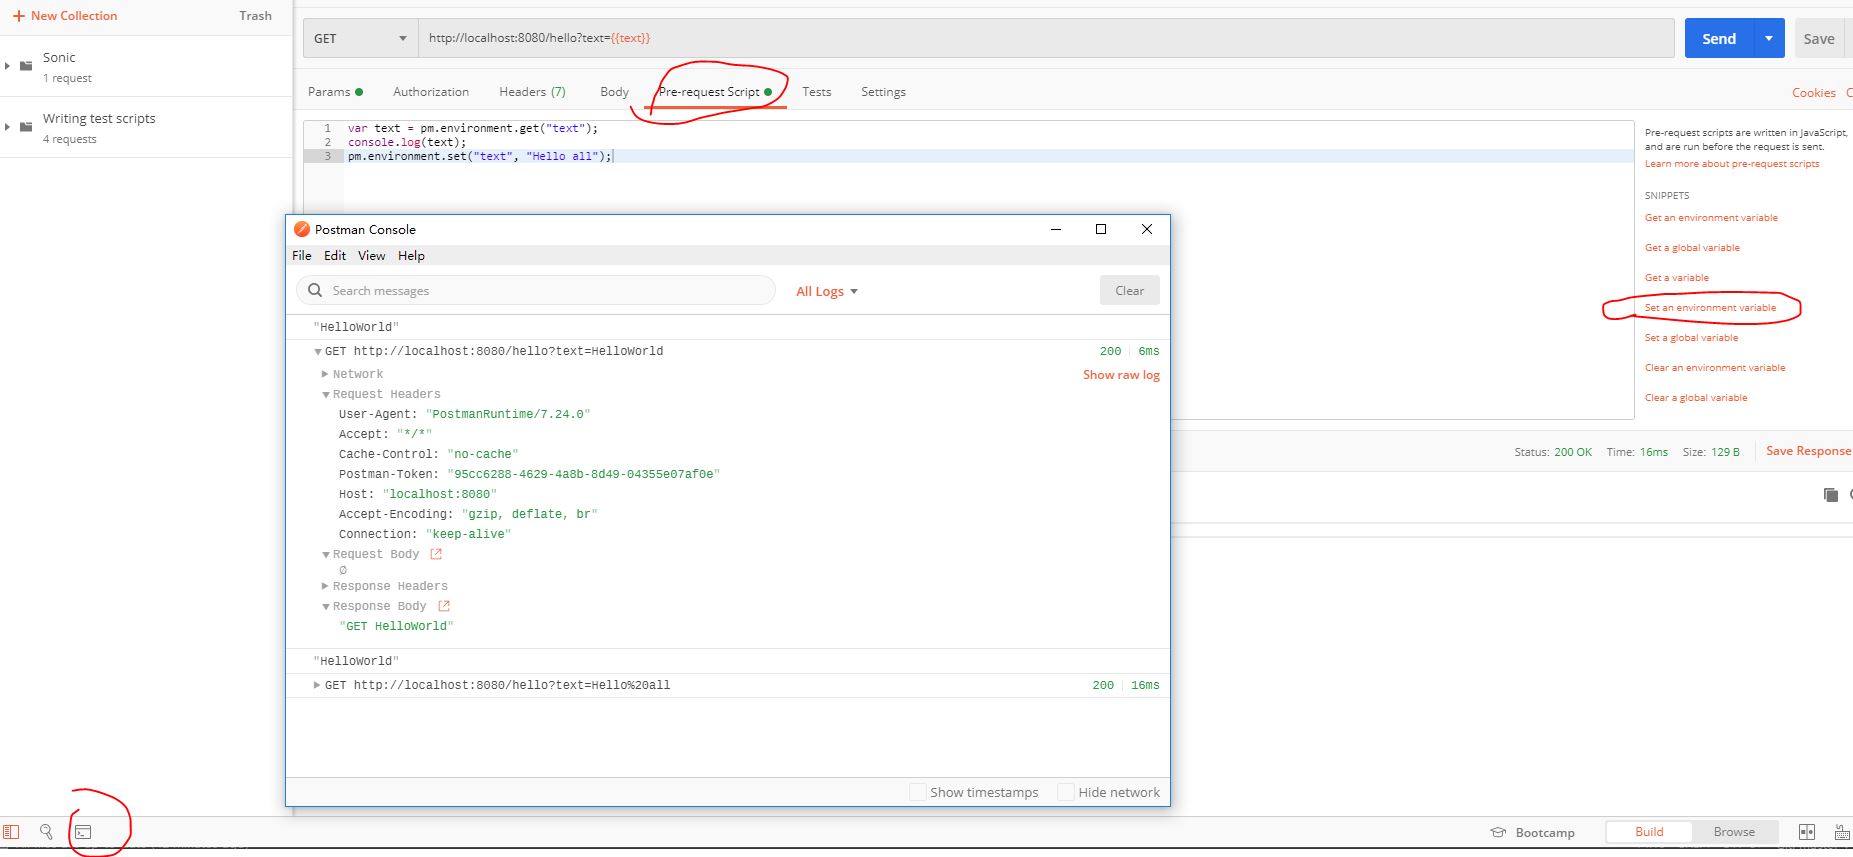 New Collection
Trash
Sonic
1 request
Writing test scripts
4 requests
GET
http://localhost:8080/hello?text={{text}}
Send
Save
Params
Authorization
Headers (7)
Body
Pre-request Script
Tests
Settings
Cookies
1 var text = pm.environment.get("text");
2 console.log(text);
3 pm.environment.set("text", "Hello all");
Pre-request scripts are written in JavaScript,
and are run before the request is sent.
Learn more about pre-request scripts
SNIPPETS
Get an environment variable
Get a global variable
Get a variable
Set an environment variable
Set a global variable
Clear an environment variable
Clear a global variable
Status: 200 OK Time: 16ms Size: 129 B
Save Response
Postman Console
File Edit View Help
Search messages
All Logs
Clear
"HelloWorld"
GET http://localhost:8080/hello?text=HelloWorld 200 6ms
Network
Show raw log
Request Headers
User-Agent: "PostmanRuntime/7.24.0"
Accept: "*/*"
Cache-Control: "no-cache"
Postman-Token: "95cc6288-4629-4a8b-8d49-04355e07af0e"
Host: "localhost:8080"
Accept-Encoding: "gzip, deflate, br"
Connection: "keep-alive"
Request Body
Ø
Response Headers
Response Body
"GET HelloWorld"
"HelloWorld"
GET http://localhost:8080/hello?text=Hello%20all 200 16ms
Show timestamps
Hide network
Bootcamp
Build
Browse